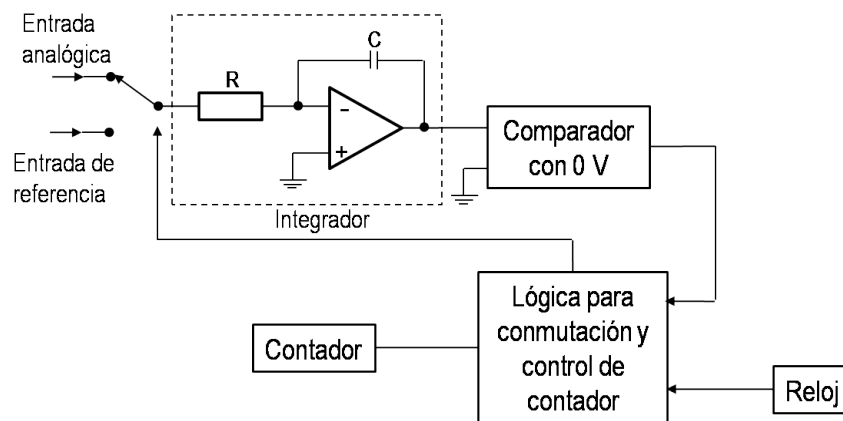 Entrada
analógica
R
C
-
+
Entrada de
referencia
Integrador
Comparador
con 0 V
Lógica para
conmutación y
control de
contador
Contador
Reloj